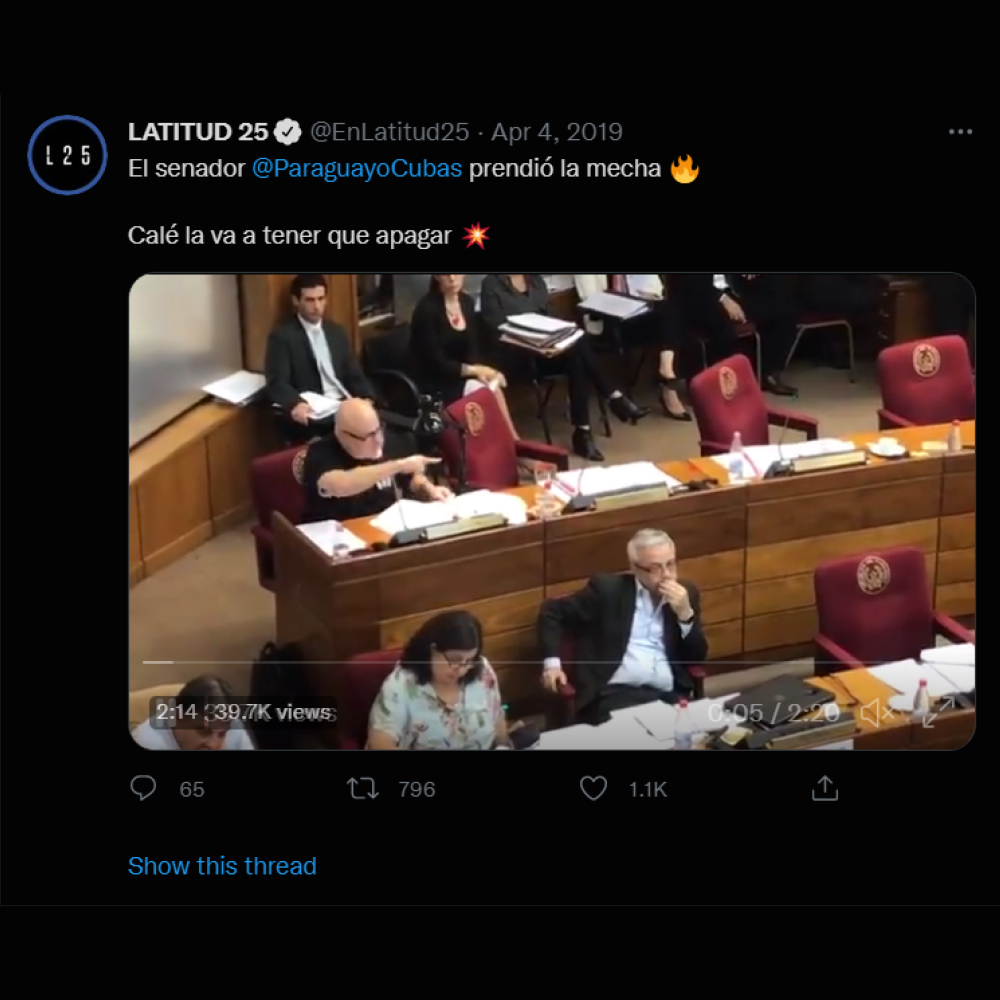 L25
LATITUD 25 @EnLatitud25 · Apr 4, 2019
El senador @ParaguayoCubas prendió la mecha 🔥
Calé la va a tener que apagar 💥
2:14 39.7K views 0:05 / 2:20
65 796 1.1K
Show this thread